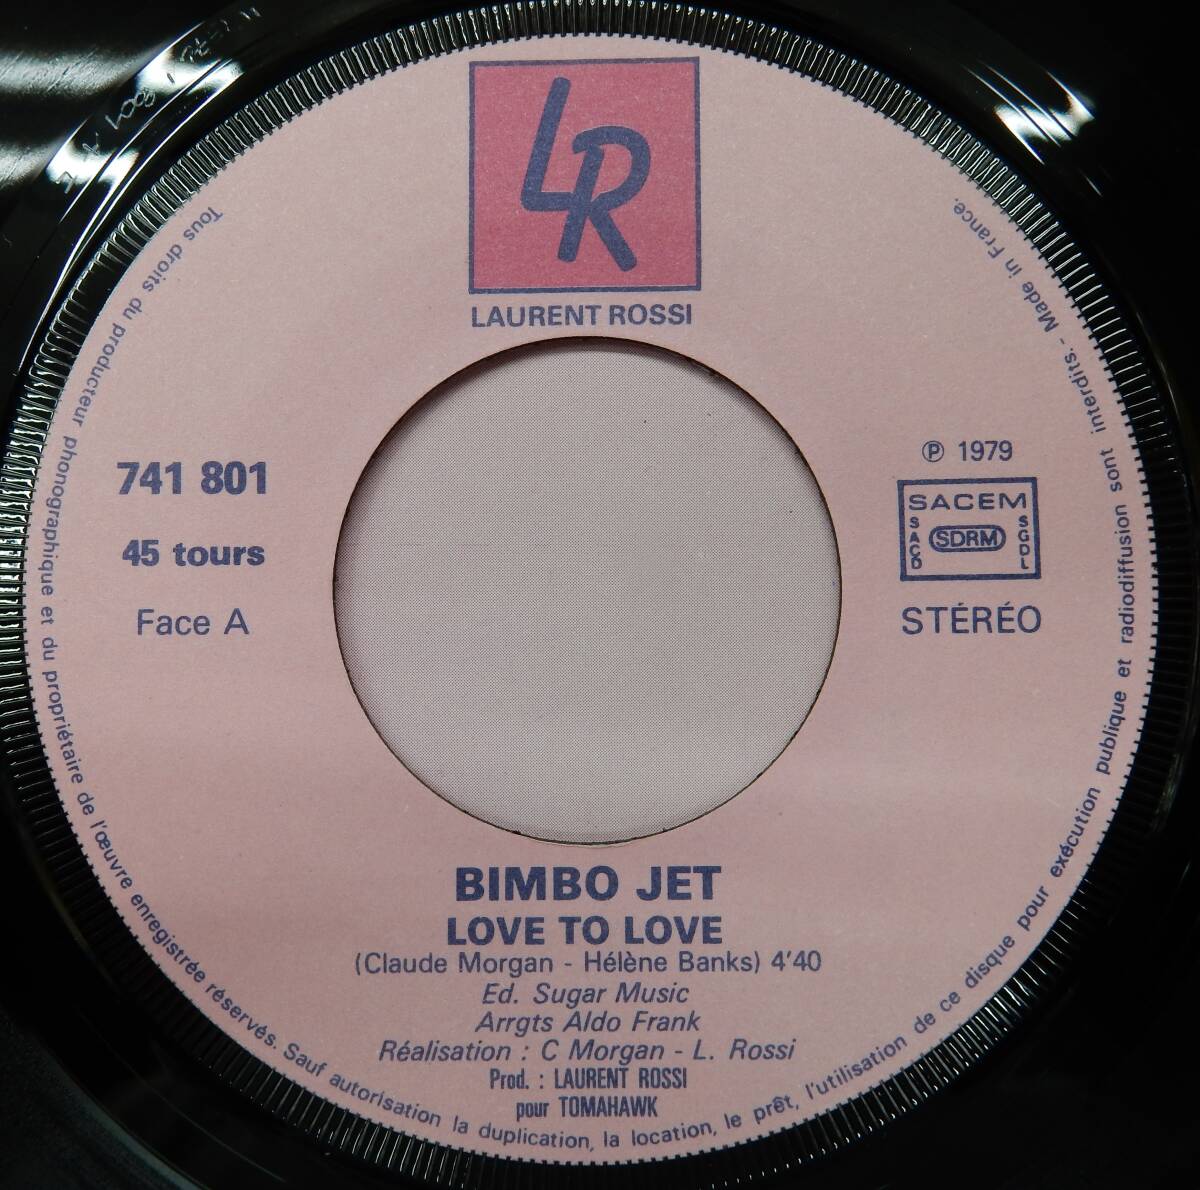 LR
LAURENT ROSSI
741 801
45 tours
Face A
℗ 1979
SACEM
SACD
SDRM
SGDL
STÉRÉO
BIMBO JET
LOVE TO LOVE
(Claude Morgan - Hélène Banks) 4'40
Ed. Sugar Music
Arrgts Aldo Frank
Réalisation : C Morgan - L. Rossi
Prod. : LAURENT ROSSI
pour TOMAHAWK
Tous droits du producteur phonographique et du propriétaire de l'œuvre enregistrée réservés. Sauf autorisation la duplication, la location, le prêt, l'utilisation de ce disque pour exécution publique et radiodiffusion sont interdits. - Made in France.